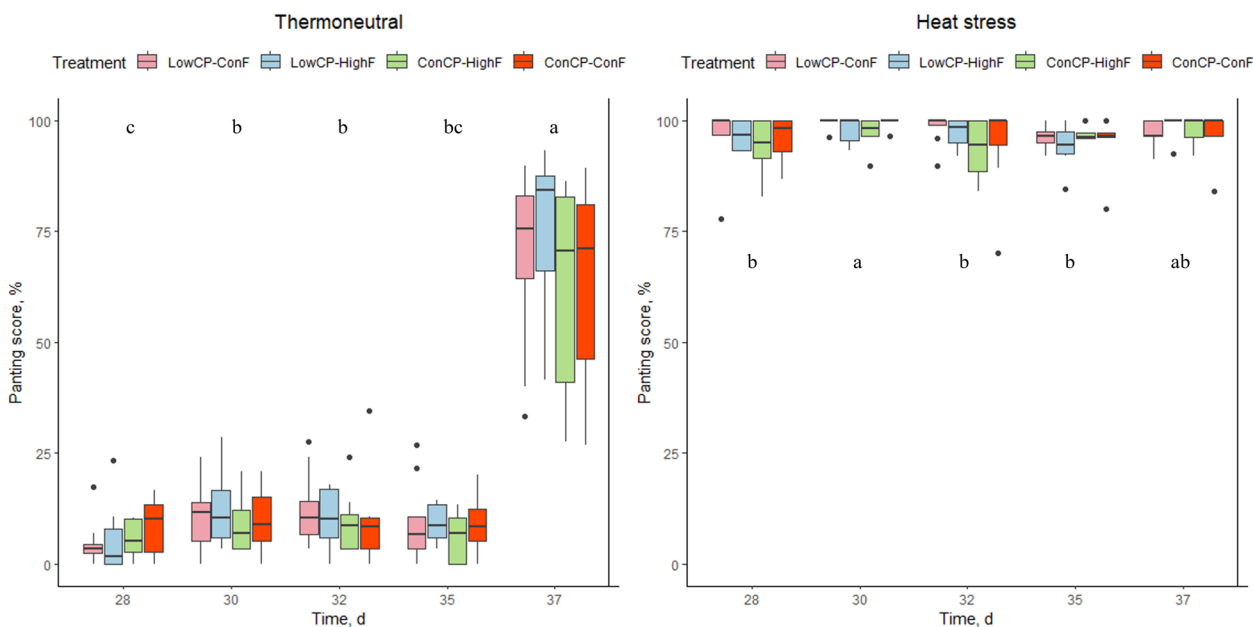 Thermoneutral
Treatment LowCP-ConF LowCP-HighF ConCP-HighF ConCP-ConF
c b b bc a
100
75
50
25
0
Panting score, %
28 30 32 35 37
Time, d
Heat stress
Treatment LowCP-ConF LowCP-HighF ConCP-HighF ConCP-ConF
100
75
50
25
0
b a b b ab
Panting score, %
28 30 32 35 37
Time, d